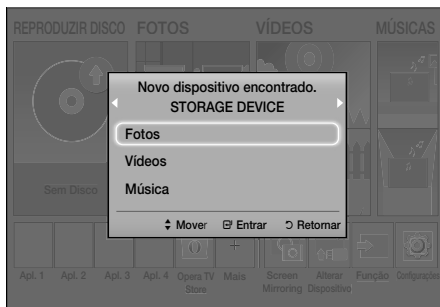 REPRODUZIR DISCO FOTOS VÍDEOS MÚSICAS
Novo dispositivo encontrado.
STORAGE DEVICE
Fotos
Vídeos
Música
Mover Entrar Retornar
Sem Disco
Apl. 1 Apl. 2 Apl. 3 Apl. 4 Opera TV Store Mais Screen Mirroring Alterar Dispositivo Função Configurações